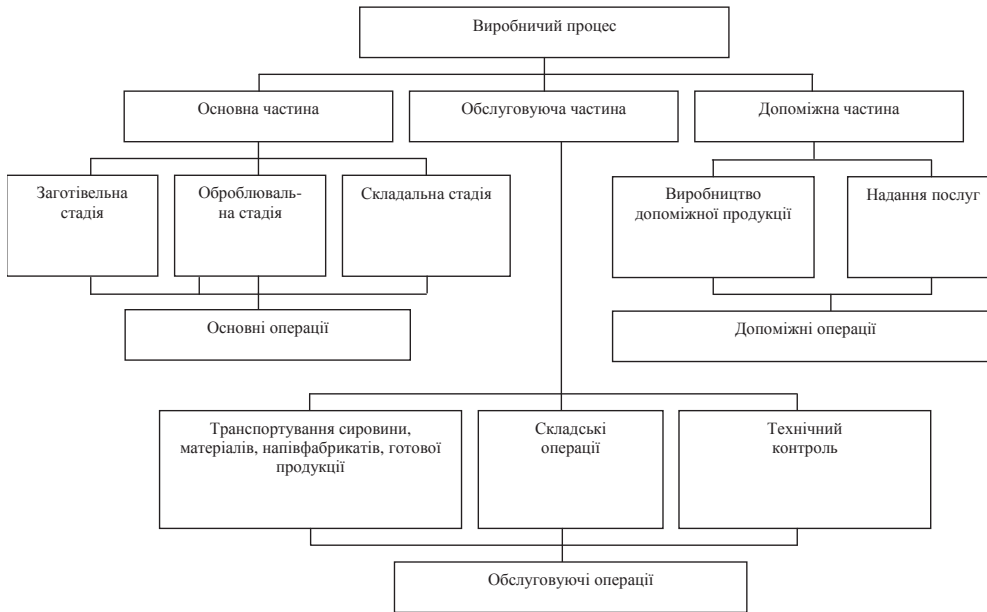 Виробничий процес
Основна частина
Обслуговуюча частина
Допоміжна частина
Заготівельна
стадія
Оброблюваль-
на стадія
Складальна стадія
Виробництво
допоміжної продукції
Надання послуг
Основні операції
Допоміжні операції
Транспортування сировини,
матеріалів, напівфабрикатів, готової
продукції
Складські
операції
Технічний
контроль
Обслуговуючі операції